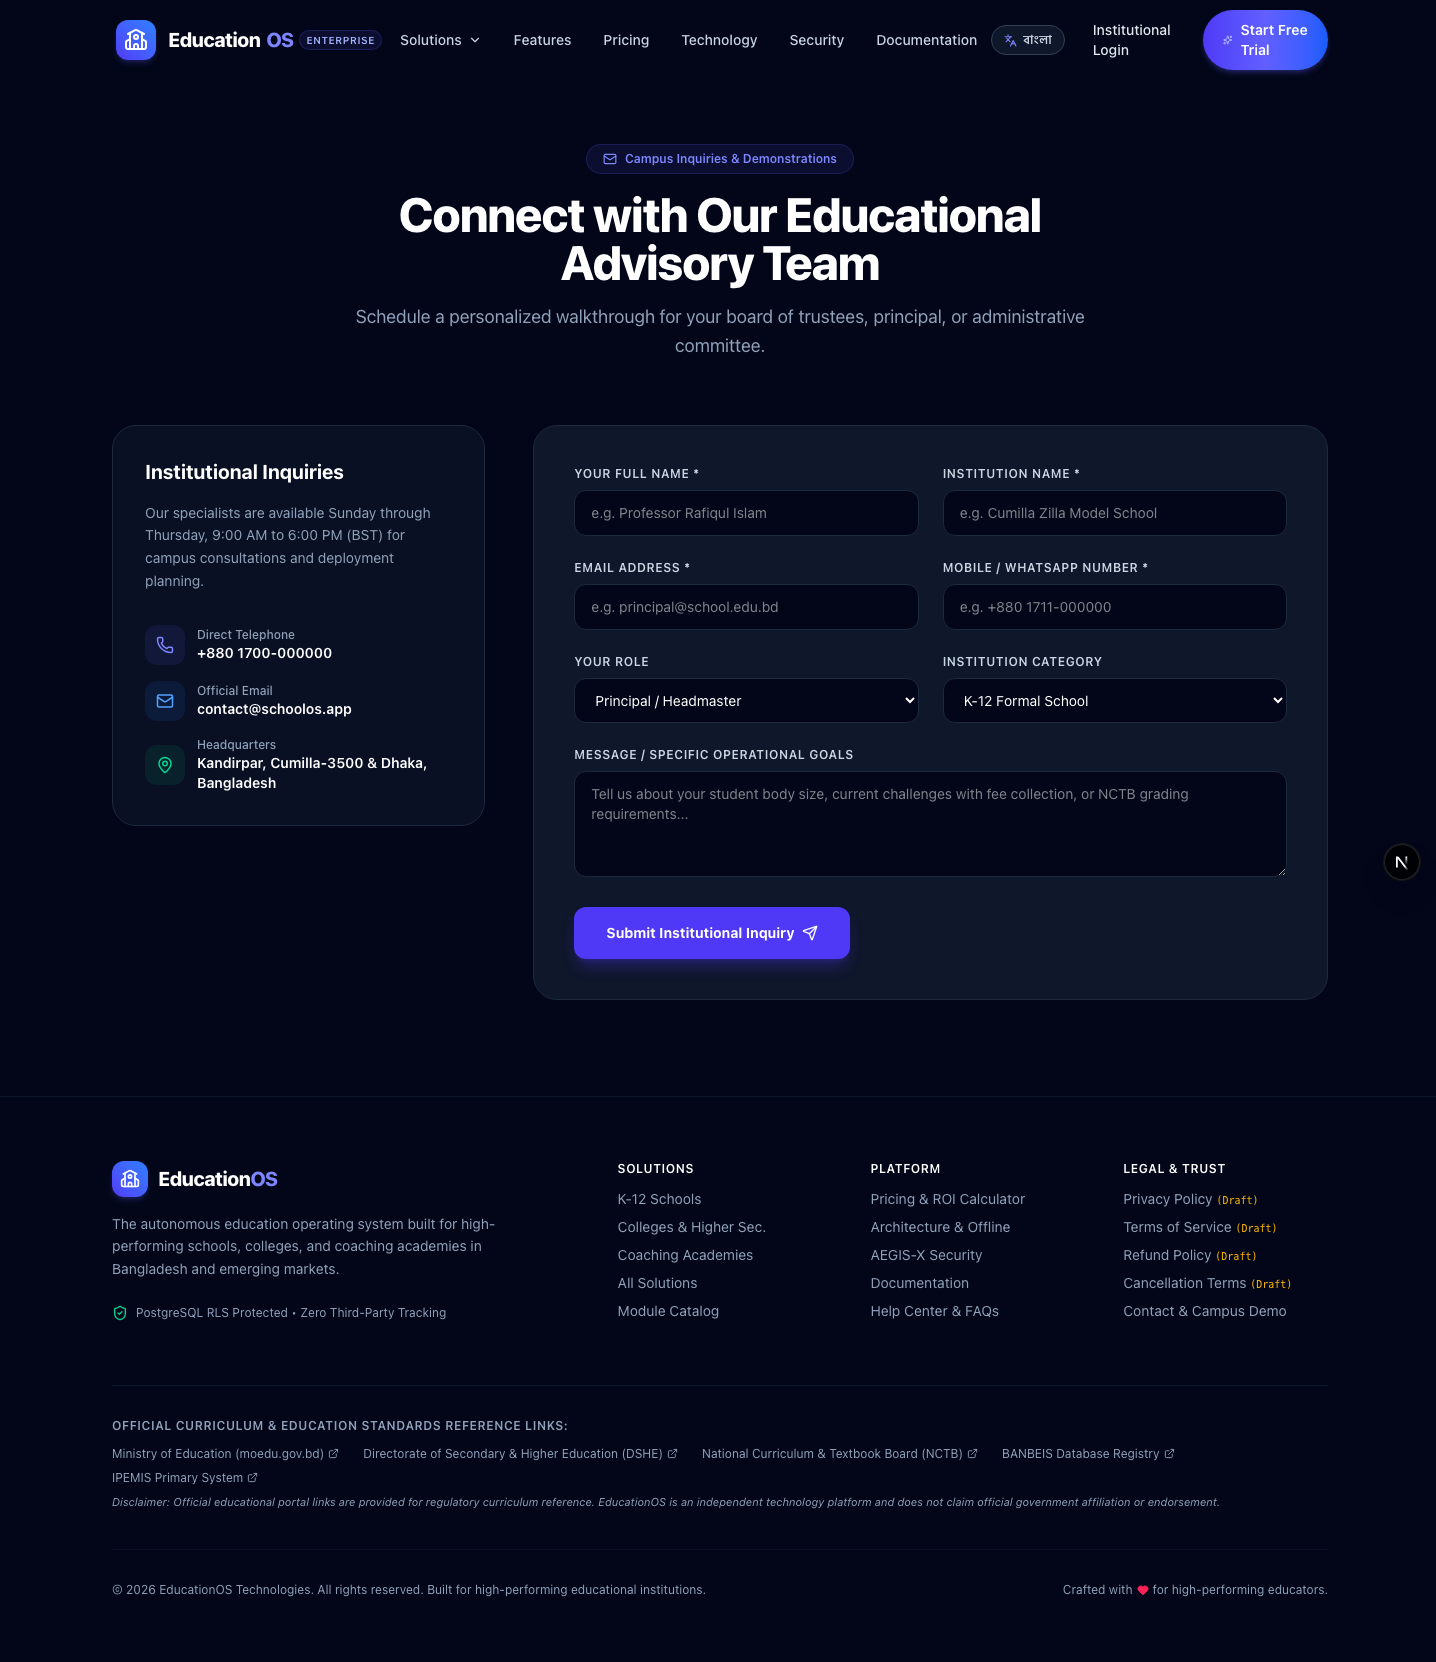 Education OS ENTERPRISE Solutions Features Pricing Technology Security Documentation বাংলা Institutional Login Start Free Trial
Campus Inquiries & Demonstrations
Connect with Our Educational
Advisory Team
Schedule a personalized walkthrough for your board of trustees, principal, or administrative
committee.
Institutional Inquiries
Our specialists are available Sunday through
Thursday, 9:00 AM to 6:00 PM (BST) for
campus consultations and deployment
planning.
Direct Telephone
+880 1700-000000
Official Email
contact@schoolos.app
Headquarters
Kandirpar, Cumilla-3500 & Dhaka,
Bangladesh
YOUR FULL NAME *
e.g. Professor Rafiqul Islam
INSTITUTION NAME *
e.g. Cumilla Zilla Model School
EMAIL ADDRESS *
e.g. principal@school.edu.bd
MOBILE / WHATSAPP NUMBER *
e.g. +880 1711-000000
YOUR ROLE
Principal / Headmaster
INSTITUTION CATEGORY
K-12 Formal School
MESSAGE / SPECIFIC OPERATIONAL GOALS
Tell us about your student body size, current challenges with fee collection, or NCTB grading
requirements...
Submit Institutional Inquiry
N
EducationOS
The autonomous education operating system built for high-
performing schools, colleges, and coaching academies in
Bangladesh and emerging markets.
PostgreSQL RLS Protected • Zero Third-Party Tracking
SOLUTIONS
K-12 Schools
Colleges & Higher Sec.
Coaching Academies
All Solutions
Module Catalog
PLATFORM
Pricing & ROI Calculator
Architecture & Offline
AEGIS-X Security
Documentation
Help Center & FAQs
LEGAL & TRUST
Privacy Policy (Draft)
Terms of Service (Draft)
Refund Policy (Draft)
Cancellation Terms (Draft)
Contact & Campus Demo
OFFICIAL CURRICULUM & EDUCATION STANDARDS REFERENCE LINKS:
Ministry of Education (moedu.gov.bd) Directorate of Secondary & Higher Education (DSHE) National Curriculum & Textbook Board (NCTB) BANBEIS Database Registry
IPEMIS Primary System
Disclaimer: Official educational portal links are provided for regulatory curriculum reference. EducationOS is an independent technology platform and does not claim official government affiliation or endorsement.
© 2026 EducationOS Technologies. All rights reserved. Built for high-performing educational institutions.
Crafted with ♥ for high-performing educators.